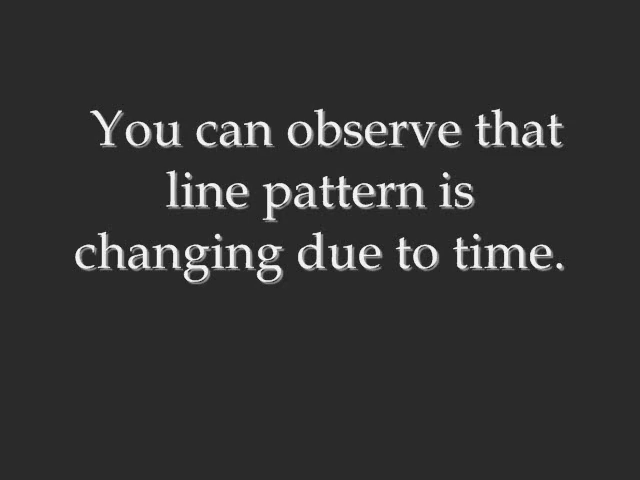 You can observe that
line pattern is
changing due to time.